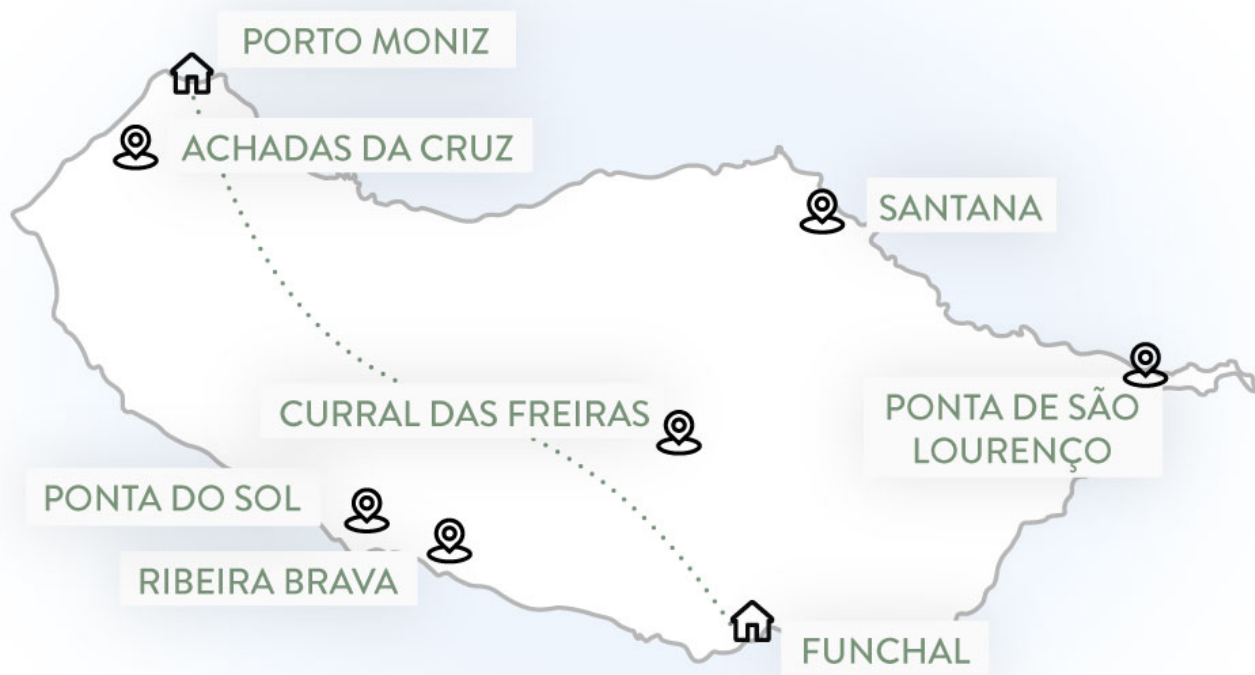 PORTO MONIZ
ACHADAS DA CRUZ
SANTANA
PONTA DE SÃO
LOURENÇO
CURRAL DAS FREIRAS
PONTA DO SOL
RIBEIRA BRAVA
FUNCHAL